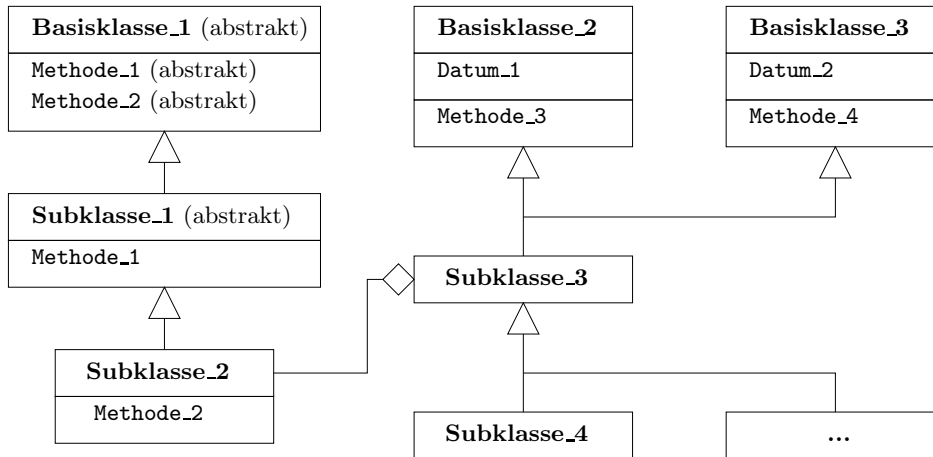 Basisklasse_1 (abstrakt)
Methode_1 (abstrakt)
Methode_2 (abstrakt)
Basisklasse_2
Datum_1
Methode_3
Basisklasse_3
Datum_2
Methode_4
Subklasse_1 (abstrakt)
Methode_1
Subklasse_3
Subklasse_2
Methode_2
Subklasse_4
...